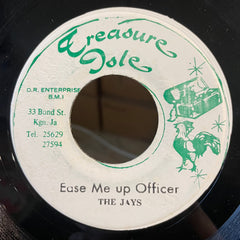 Treasure
Isle
D.R. ENTERPRISE
B.M.I
33 Bond St.
Kgn. Ja
Tel. 25629
27594
Ease Me up Officer
THE JAYS